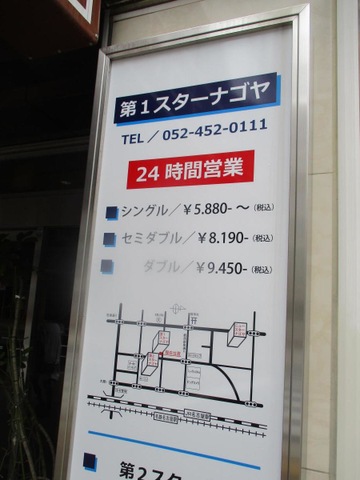 第1スターナゴヤ
TEL／052-452-0111
24時間営業
シングル／￥5.880-～(税込)
セミダブル／￥8.190-(税込)
ダブル／￥9.450-(税込)
第2スタ